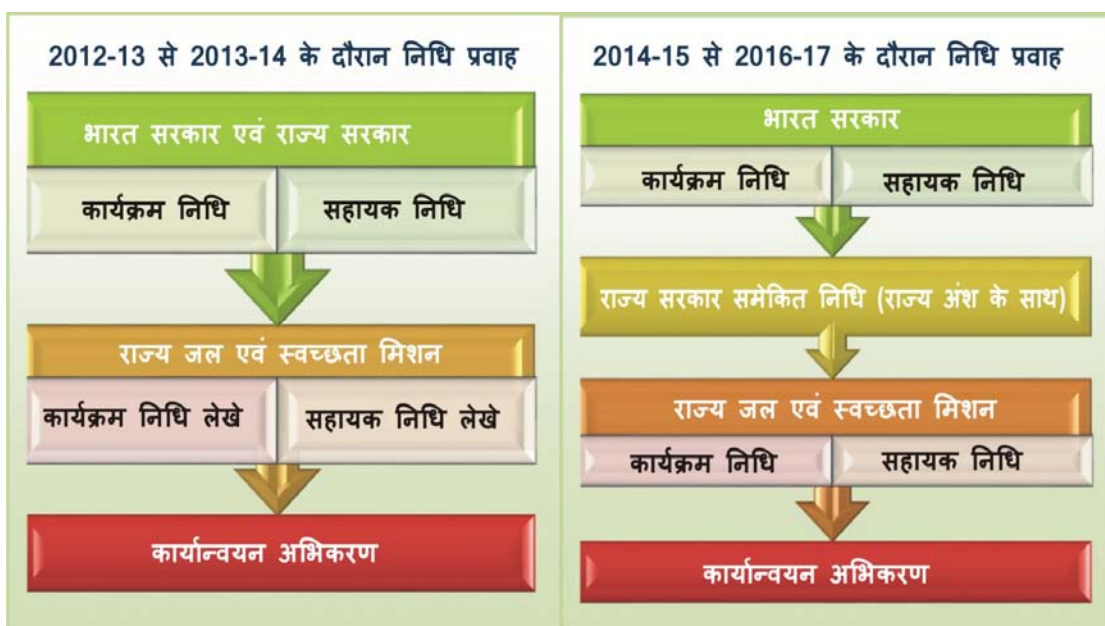 2012-13 से 2013-14 के दौरान निधि प्रवाह
भारत सरकार एवं राज्य सरकार
कार्यक्रम निधि
सहायक निधि
राज्य जल एवं स्वच्छता मिशन
कार्यक्रम निधि लेखे
सहायक निधि लेखे
कार्यान्वयन अभिकरण
2014-15 से 2016-17 के दौरान निधि प्रवाह
भारत सरकार
कार्यक्रम निधि
सहायक निधि
राज्य सरकार समेकित निधि (राज्य अंश के साथ)
राज्य जल एवं स्वच्छता मिशन
कार्यक्रम निधि
सहायक निधि
कार्यान्वयन अभिकरण